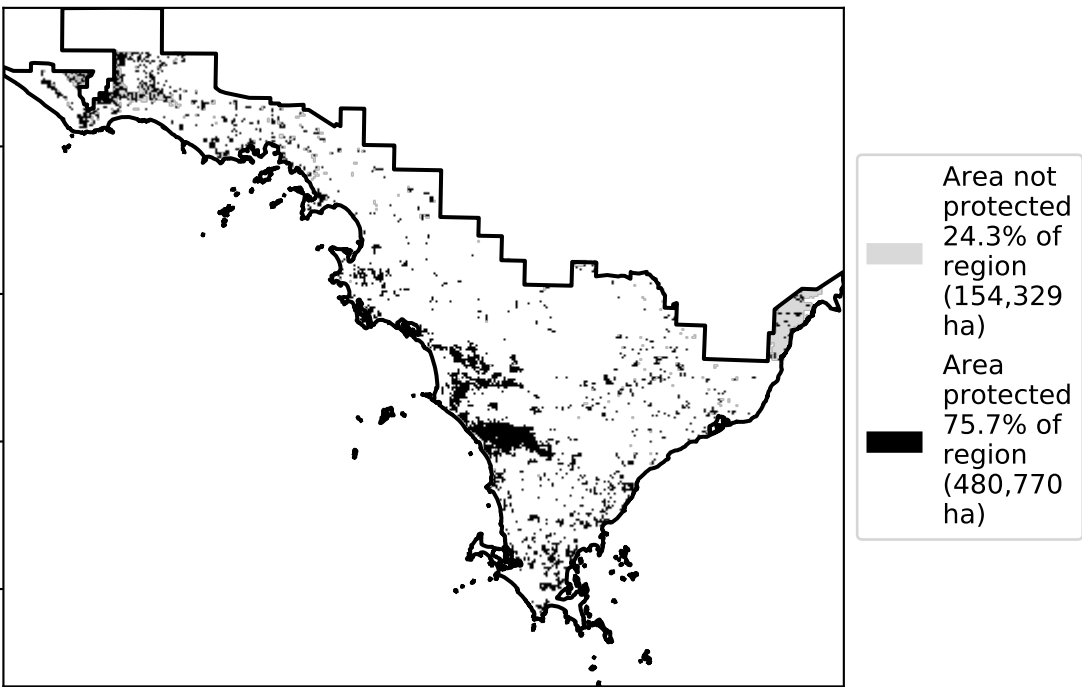 Area not
protected
24.3% of
region
(154,329
ha)
Area
protected
75.7% of
region
(480,770
ha)